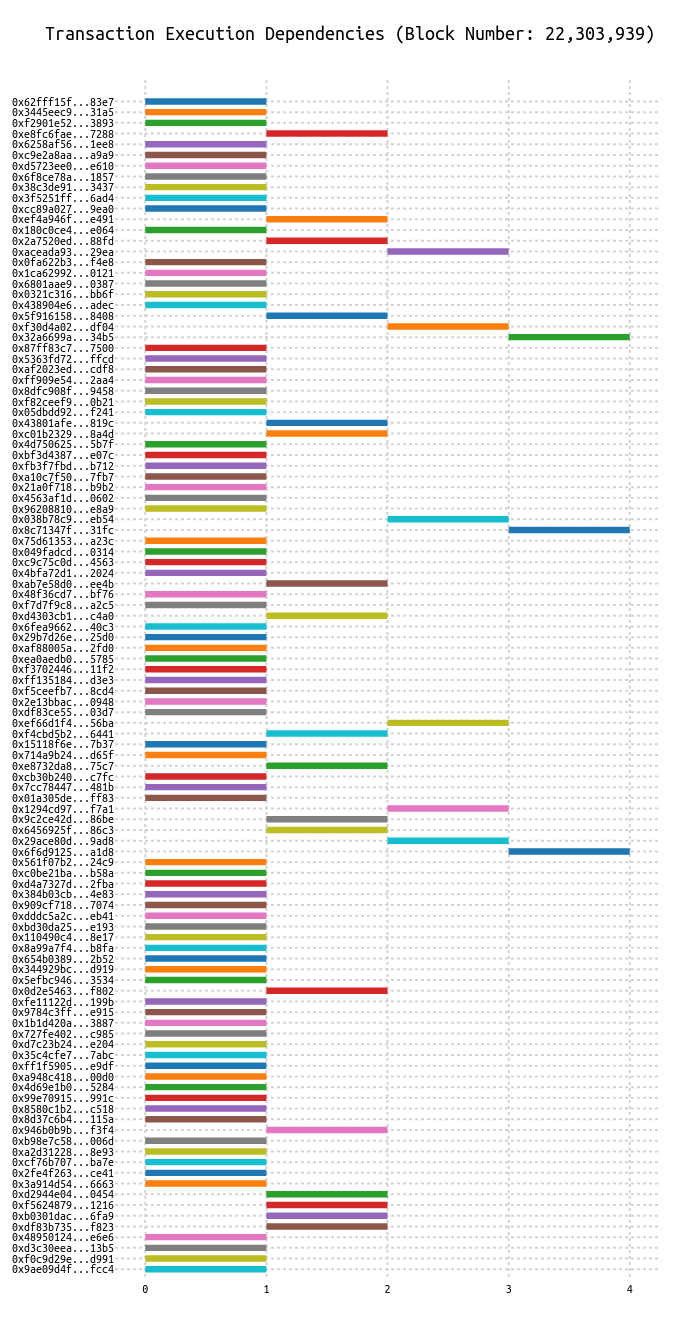 Transaction Execution Dependencies (Block Number: 22,303,939)
0x62fff15f...83e7
0x3445eec9...31a5
0xf2901e52...3893
0xe8fc6fae...7288
0x6258af56...1ee8
0xc9e2a8aa...a9a9
0xd5723ee0...e610
0x6f8ce78a...1857
0x38c3de91...3437
0x3f5251ff...6ad4
0xcc89a027...9ea0
0xef4a946f...e491
0x180c0ce4...e064
0x2a7520ed...88fd
0xaceada93...29ea
0x0fa622b3...f4e8
0x1ca62992...0121
0x6801aae9...0387
0x0321c316...bb6f
0x438904e6...adec
0x5f916158...8408
0xf30d4a02...df04
0x32a6699a...34b5
0x87ff83c7...7500
0x5363fd72...ffcd
0xaf2023ed...cdf8
0xff909e54...2aa4
0x8dfc908f...9458
0xf82ceef9...0b21
0x05dbdd92...f241
0x43801afe...819c
0xc01b2329...8a4d
0x4d750625...5b7f
0xbf3d4387...e07c
0xfb3f7fbd...b712
0xa10c7f50...7fb7
0x21a0f718...b9b2
0x4563af1d...0602
0x96208810...e8a9
0x038b78c9...eb54
0x8c71347f...31fc
0x75d61353...a23c
0x049fadcd...0314
0xc9c75c0d...4563
0x4bfa72d1...2024
0xab7e58d0...ee4b
0x48f36cd7...bf76
0xf7d7f9c8...a2c5
0xd4303cb1...c4a0
0x6fea9662...40c3
0x29b7d26e...25d0
0xaf88005a...2fd0
0xea0aedb0...5785
0xf3702446...11f2
0xff135184...d3e3
0xf5ceefb7...8cd4
0x2e13bbac...0948
0xdf83ce55...03d7
0xef66d1f4...56ba
0xf4cbd5b2...6441
0x15118f6e...7b37
0x714a9b24...d65f
0xe8732da8...75c7
0xcb30b240...c7fc
0x7cc78447...481b
0x01a305de...ff83
0x1294cd97...f7a1
0x9c2ce42d...86be
0x6456925f...86c3
0x29ace80d...9ad8
0x6f6d9125...a1d8
0x561f07b2...24c9
0xc0be21ba...b58a
0xd4a7327d...2fba
0x384b03cb...4e83
0x909cf718...7074
0xdddc5a2c...eb41
0xbd30da25...e193
0x110490c4...8e17
0x8a99a7f4...b8fa
0x654b0389...2b52
0x344929bc...d919
0x5efbc946...3534
0x0d2e5463...f802
0xfe11122d...199b
0x9784c3ff...e915
0x1b1d420a...3887
0x727fe402...c985
0xd7c23b24...e204
0x35c4cfe7...7abc
0xff1f5905...e9df
0xa948c418...00d0
0x4d69e1b0...5284
0x99e70915...991c
0x8580c1b2...c518
0x8d37c6b4...115a
0x946b0b9b...f3f4
0xb98e7c58...006d
0xa2d31228...8e93
0xcf76b707...ba7e
0x2fe4f263...ce41
0x3a914d54...6663
0xd2944e04...0454
0xf5624879...1216
0xb0301dac...6fa9
0xdf83b735...f823
0x48950124...e6e6
0xd3c30eea...13b5
0xf0c9d29e...d991
0x9ae09d4f...fcc4
0 1 2 3 4